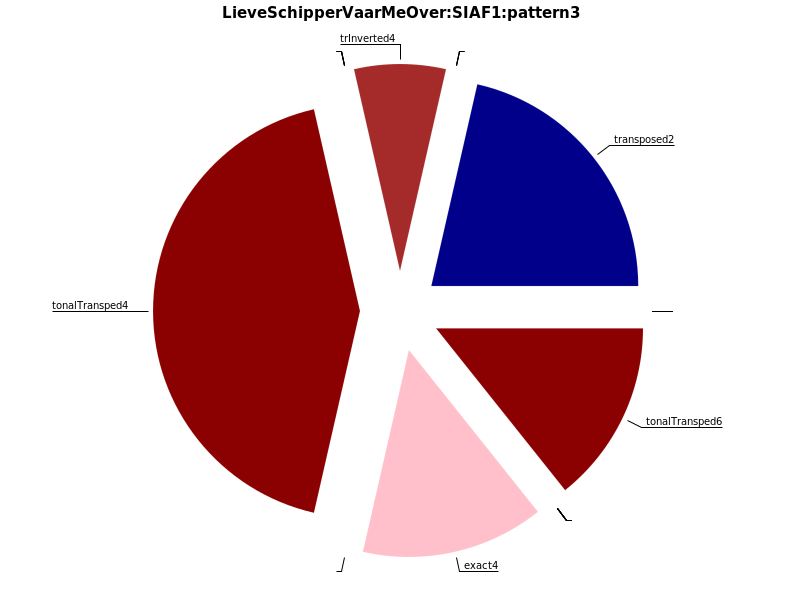 LieveSchipperVaarMeOver:SIAF1:pattern3
trInverted4
transposed2
tonalTransped4
tonalTransped6
exact4